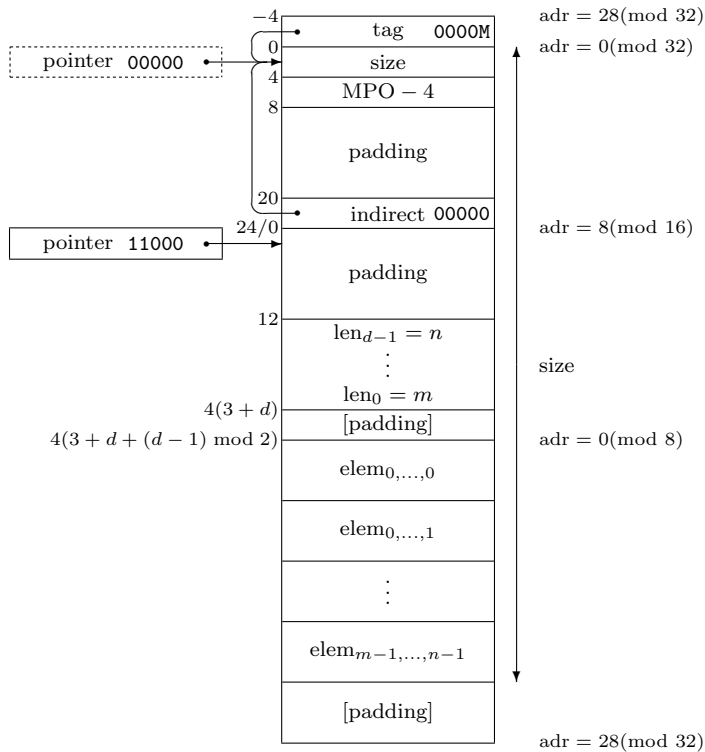 −4 tag 0000M adr = 28(mod 32)
0 adr = 0(mod 32)
pointer 00000 size
4 MPO − 4
8
padding
20 indirect 00000
24/0 adr = 8(mod 16)
pointer 11000
padding
12
len_{d−1} = n
⋮ size
len_0 = m
4(3 + d) [padding]
4(3 + d + (d − 1) mod 2) adr = 0(mod 8)
elem_{0,...,0}
elem_{0,...,1}
⋮
elem_{m−1,...,n−1}
[padding]
adr = 28(mod 32)